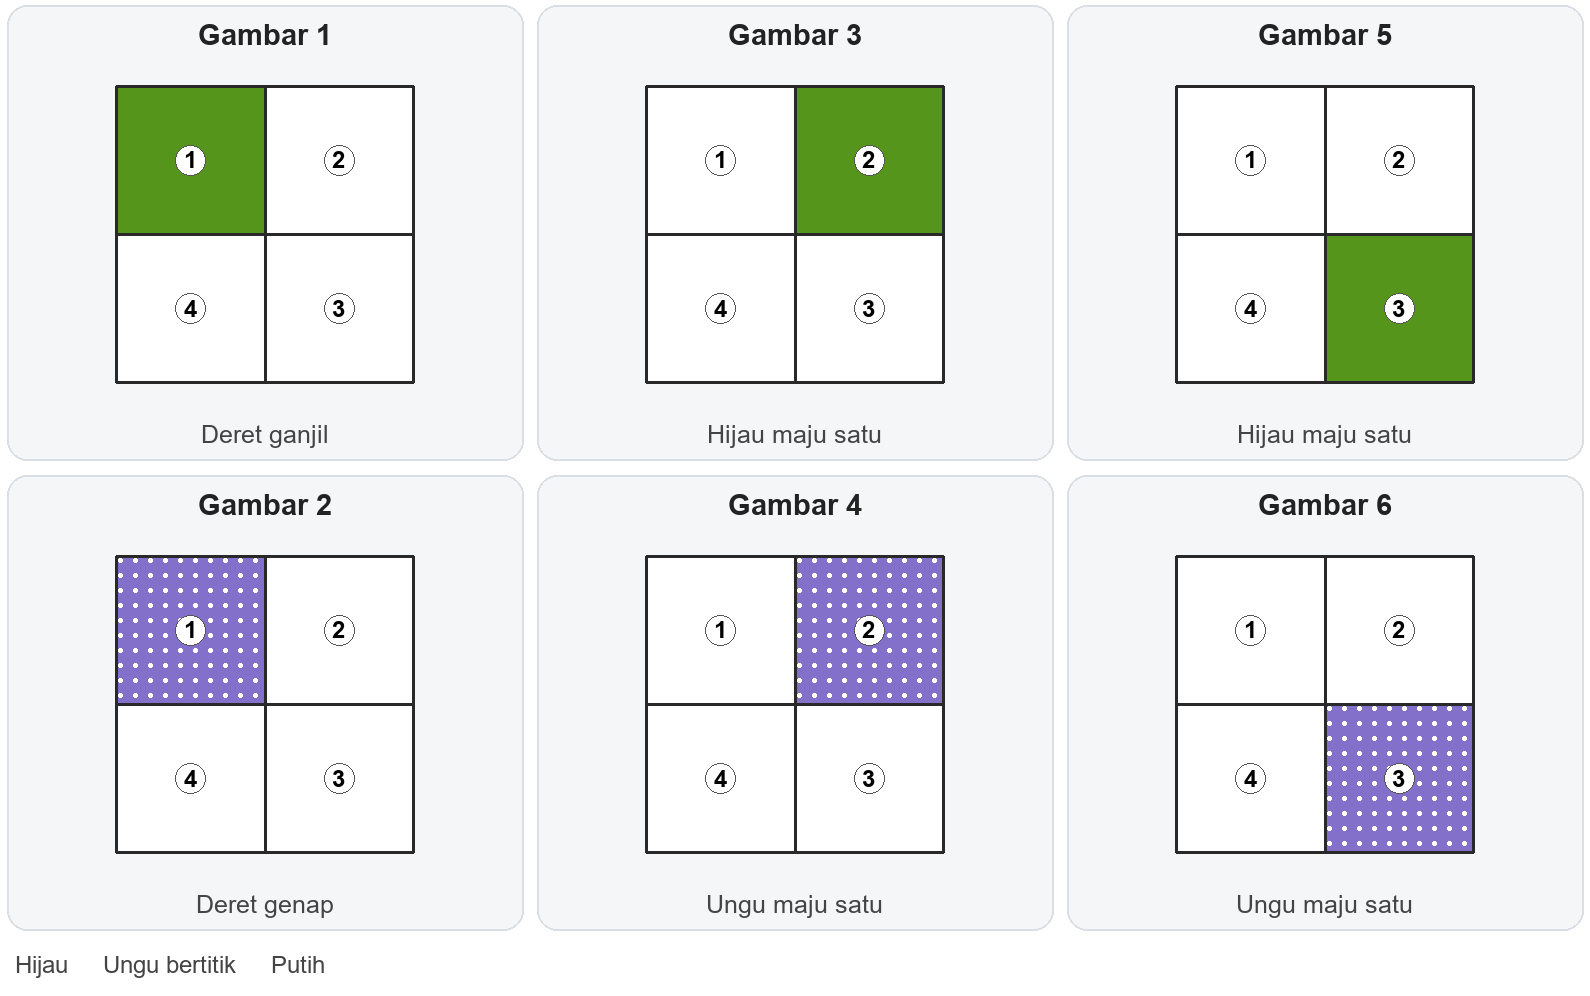 Gambar 1
1
2
4
3
Deret ganjil
Gambar 3
1
2
4
3
Hijau maju satu
Gambar 5
1
2
4
3
Hijau maju satu
Gambar 2
1
2
4
3
Deret genap
Gambar 4
1
2
4
3
Ungu maju satu
Gambar 6
1
2
4
3
Ungu maju satu
Hijau Ungu bertitik Putih